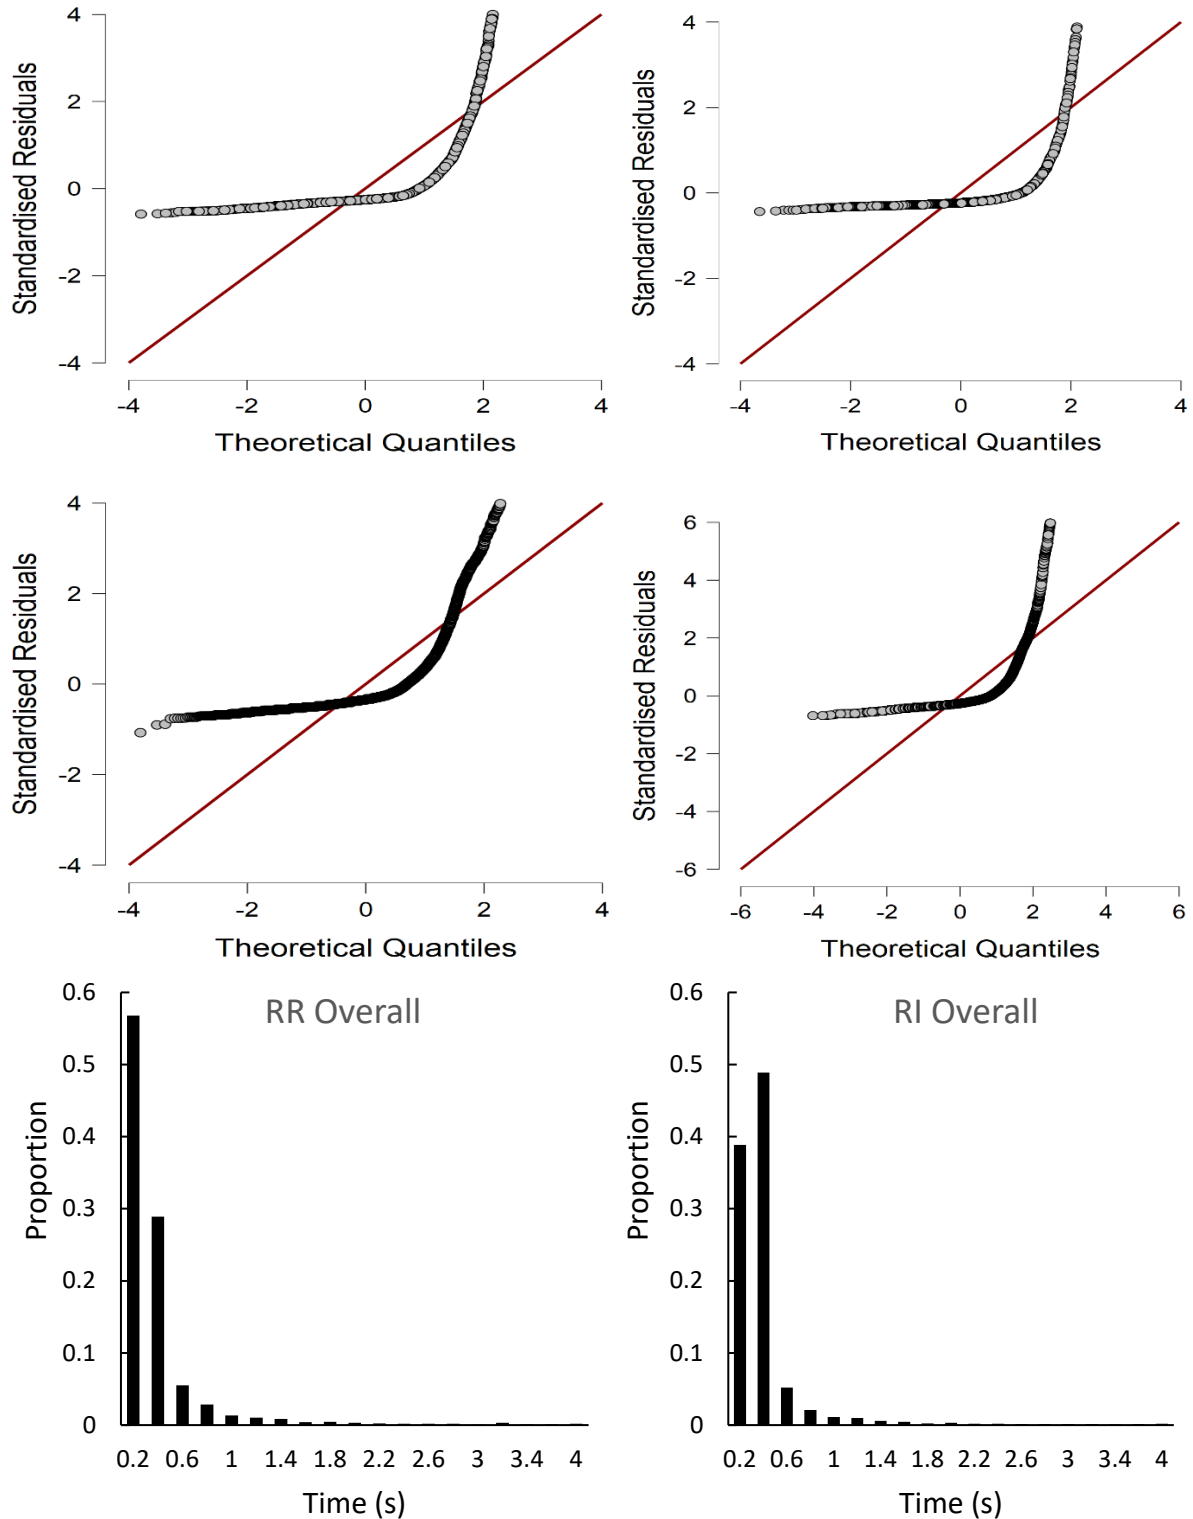 4
2
0
-2
-4
Standardised Residuals
-4 -2 0 2 4
Theoretical Quantiles
4
2
0
-2
-4
Standardised Residuals
-4 -2 0 2 4
Theoretical Quantiles
4
2
0
-2
-4
Standardised Residuals
-4 -2 0 2 4
Theoretical Quantiles
6
4
2
0
-2
-4
-6
Standardised Residuals
-6 -4 -2 0 2 4 6
Theoretical Quantiles
RR Overall
0.6
0.5
0.4
0.3
0.2
0.1
0
Proportion
0.2 0.6 1 1.4 1.8 2.2 2.6 3 3.4 4
Time (s)
RI Overall
0.6
0.5
0.4
0.3
0.2
0.1
0
Proportion
0.2 0.6 1 1.4 1.8 2.2 2.6 3 3.4 4
Time (s)